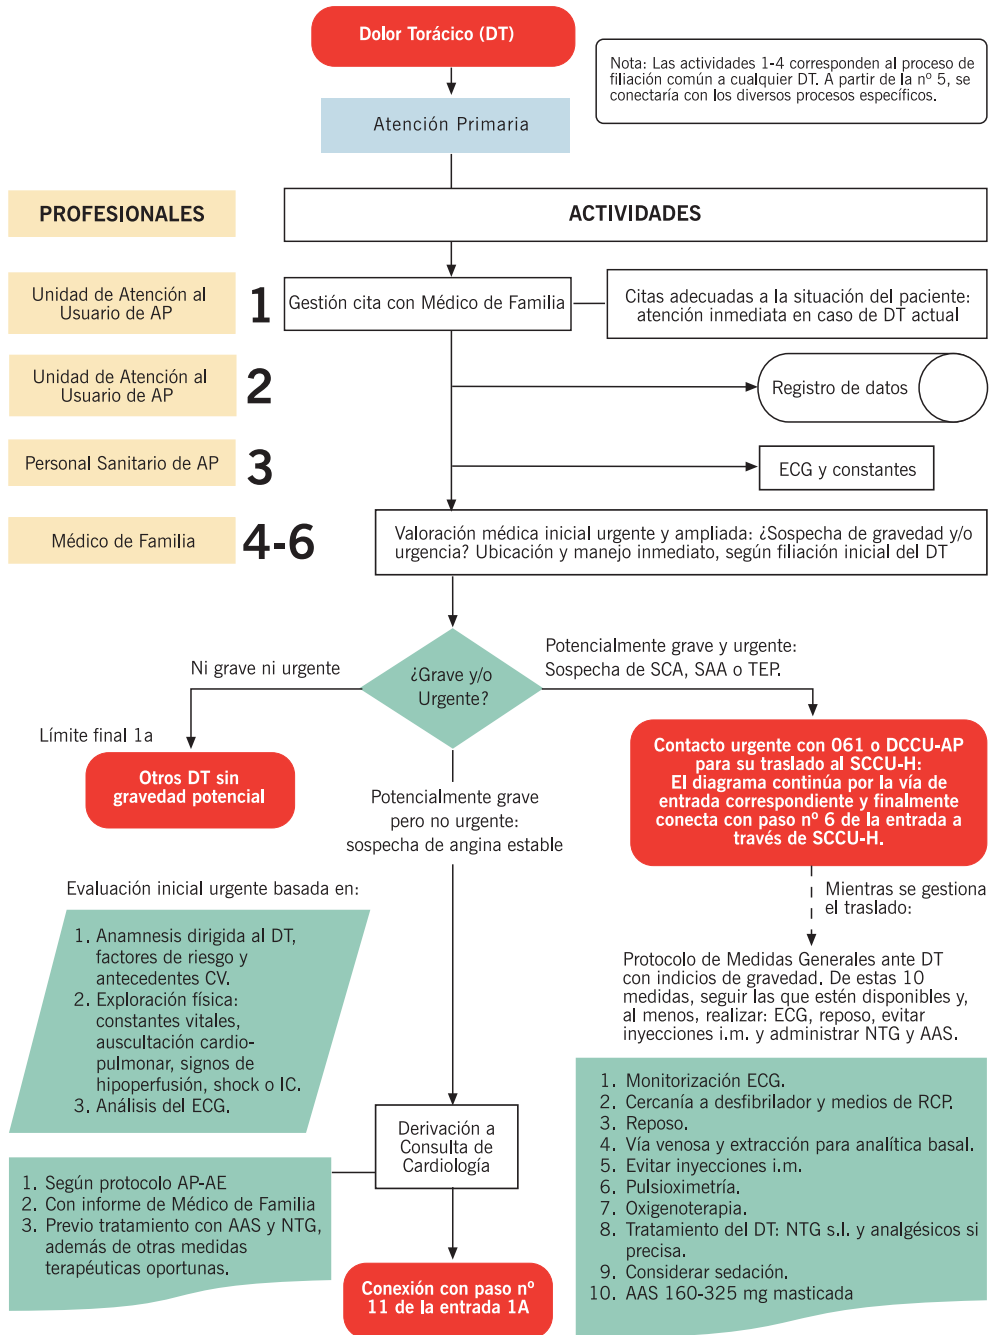 Dolor Torácico (DT)
Nota: Las actividades 1-4 corresponden al proceso de
filiación común a cualquier DT. A partir de la nº 5, se
conectaría con los diversos procesos específicos.
Atención Primaria
PROFESIONALES
ACTIVIDADES
Unidad de Atención al
Usuario de AP
1
Gestión cita con Médico de Familia
Citas adecuadas a la situación del paciente:
atención inmediata en caso de DT actual
Unidad de Atención al
Usuario de AP
2
Registro de datos
Personal Sanitario de AP
3
ECG y constantes
Médico de Familia
4-6
Valoración médica inicial urgente y ampliada: ¿Sospecha de gravedad y/o
urgencia? Ubicación y manejo inmediato, según filiación inicial del DT
¿Grave y/o
Urgente?
Ni grave ni urgente
Potencialmente grave y urgente:
Sospecha de SCA, SAA o TEP.
Límite final 1a
Otros DT sin
gravedad potencial
Contacto urgente con 061 o DCCU-AP
para su traslado al SCCU-H:
El diagrama continúa por la vía de
entrada correspondiente y finalmente
conecta con paso nº 6 de la entrada a
través de SCCU-H.
Potencialmente grave
pero no urgente:
sospecha de angina estable
Mientras se gestiona
el traslado:
Evaluación inicial urgente basada en:
1. Anamnesis dirigida al DT,
factores de riesgo y
antecedentes CV.
2. Exploración física:
constantes vitales,
auscultación cardio-
pulmonar, signos de
hipoperfusión, shock o IC.
3. Análisis del ECG.
Protocolo de Medidas Generales ante DT
con indicios de gravedad. De estas 10
medidas, seguir las que estén disponibles y,
al menos, realizar: ECG, reposo, evitar
inyecciones i.m. y administrar NTG y AAS.
1. Monitorización ECG.
2. Cercanía a desfibrilador y medios de RCP.
3. Reposo.
4. Vía venosa y extracción para analítica basal.
5. Evitar inyecciones i.m.
6. Pulsioximetría.
7. Oxigenoterapia.
8. Tratamiento del DT: NTG s.l. y analgésicos si
precisa.
9. Considerar sedación.
10. AAS 160-325 mg masticada
Derivación a
Consulta de
Cardiología
1. Según protocolo AP-AE
2. Con informe de Médico de Familia
3. Previo tratamiento con AAS y NTG,
además de otras medidas
terapéuticas oportunas.
Conexión con paso nº
11 de la entrada 1A